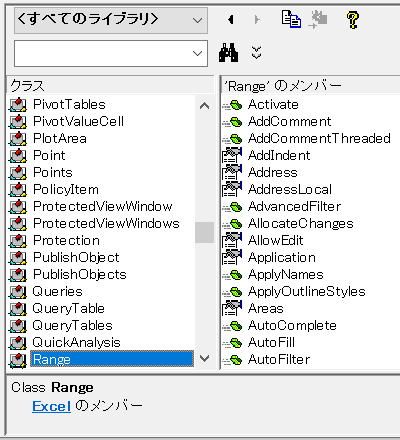 <すべてのライブラリ>
クラス
PivotTables
PivotValueCell
PlotArea
Point
Points
PolicyItem
ProtectedViewWindow
ProtectedViewWindows
Protection
PublishObject
PublishObjects
Queries
QueryTable
QueryTables
QuickAnalysis
Range
'Range' のメンバー
Activate
AddComment
AddCommentThreaded
AddIndent
Address
AddressLocal
AdvancedFilter
AllocateChanges
AllowEdit
Application
ApplyNames
ApplyOutlineStyles
Areas
AutoComplete
AutoFill
AutoFilter
Class Range
Excel のメンバー